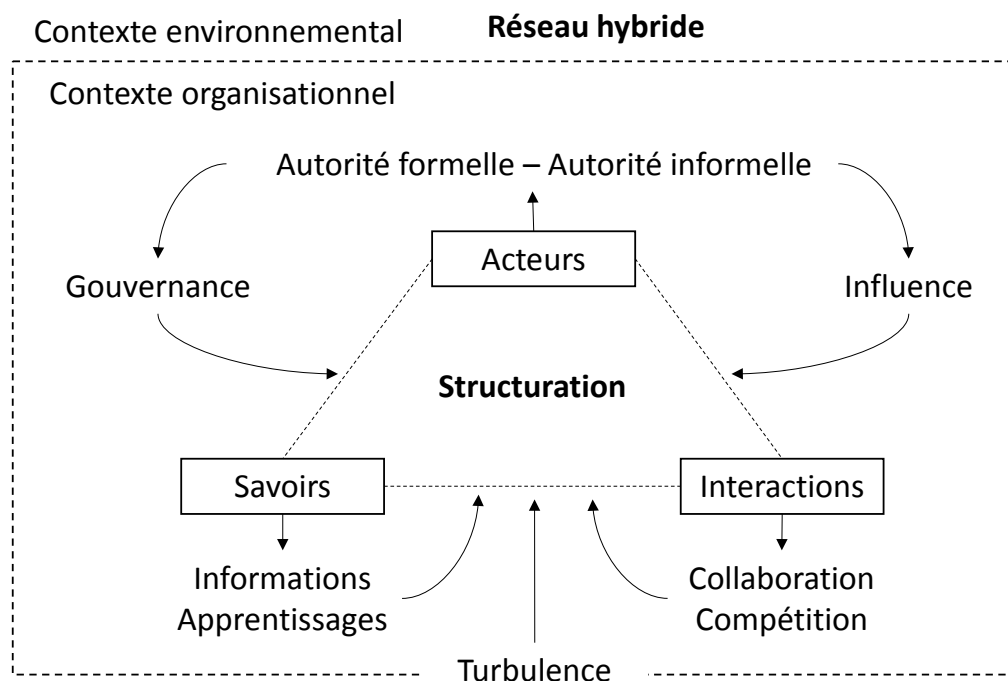 Contexte environnemental
Réseau hybride
Contexte organisationnel
Autorité formelle – Autorité informelle
Acteurs
Gouvernance
Influence
Structuration
Savoirs
Interactions
Informations
Apprentissages
Collaboration
Compétition
Turbulence